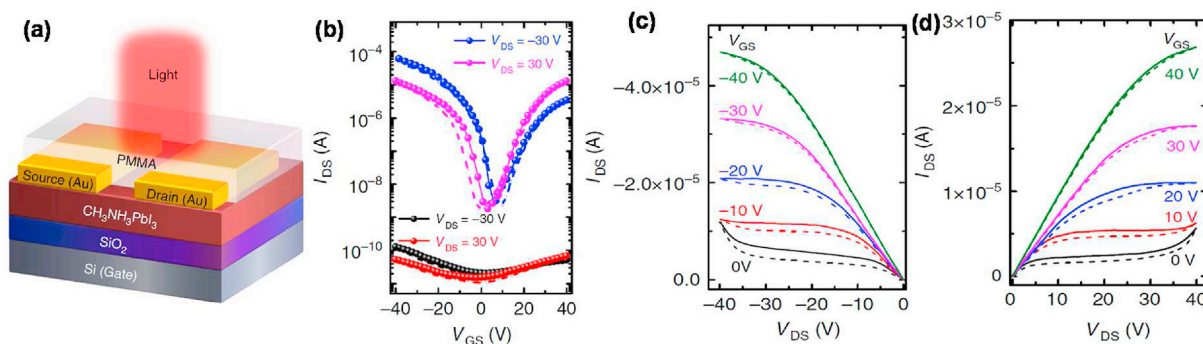 (a)
Light
PMMA
Source (Au)
Drain (Au)
CH₃NH₃PbI₃
SiO₂
Si (Gate)
(b)
V_DS = −30 V
V_DS = 30 V
10⁻⁴
10⁻⁶
10⁻⁸
10⁻¹⁰
I_DS (A)
V_DS = −30 V
V_DS = 30 V
−40 −20 0 20 40
V_GS (V)
(c)
V_GS
−40 V
−30 V
−20 V
−10 V
0V
−4.0×10⁻⁵
−2.0×10⁻⁵
0.0
I_DS (A)
−40 −30 −20 −10 0
V_DS (V)
(d)
3×10⁻⁵
2×10⁻⁵
1×10⁻⁵
0
I_DS (A)
V_GS
40 V
30 V
20 V
10 V
0 V
0 10 20 30 40
V_DS (V)